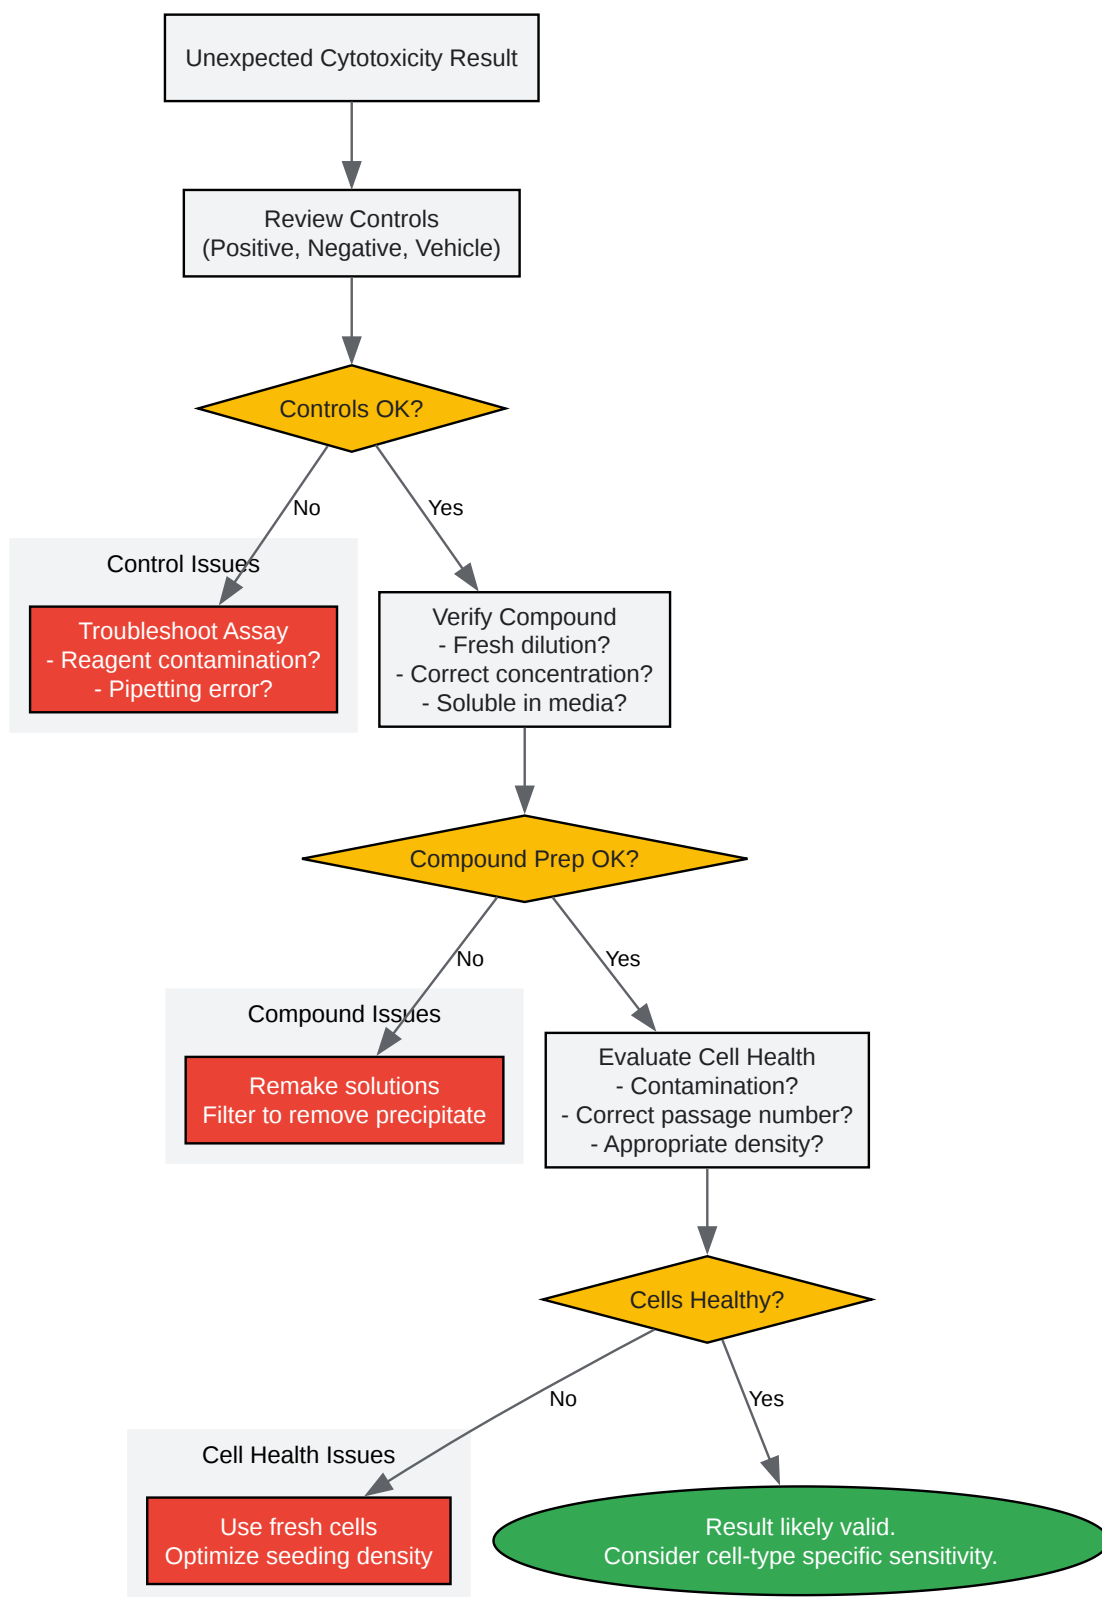 Unexpected Cytotoxicity Result
Review Controls
(Positive, Negative, Vehicle)
Controls OK?
No
Yes
Control Issues
Troubleshoot Assay
- Reagent contamination?
- Pipetting error?
Verify Compound
- Fresh dilution?
- Correct concentration?
- Soluble in media?
Compound Prep OK?
No
Yes
Compound Issues
Remake solutions
Filter to remove precipitate
Evaluate Cell Health
- Contamination?
- Correct passage number?
- Appropriate density?
Cells Healthy?
No
Yes
Cell Health Issues
Use fresh cells
Optimize seeding density
Result likely valid.
Consider cell-type specific sensitivity.